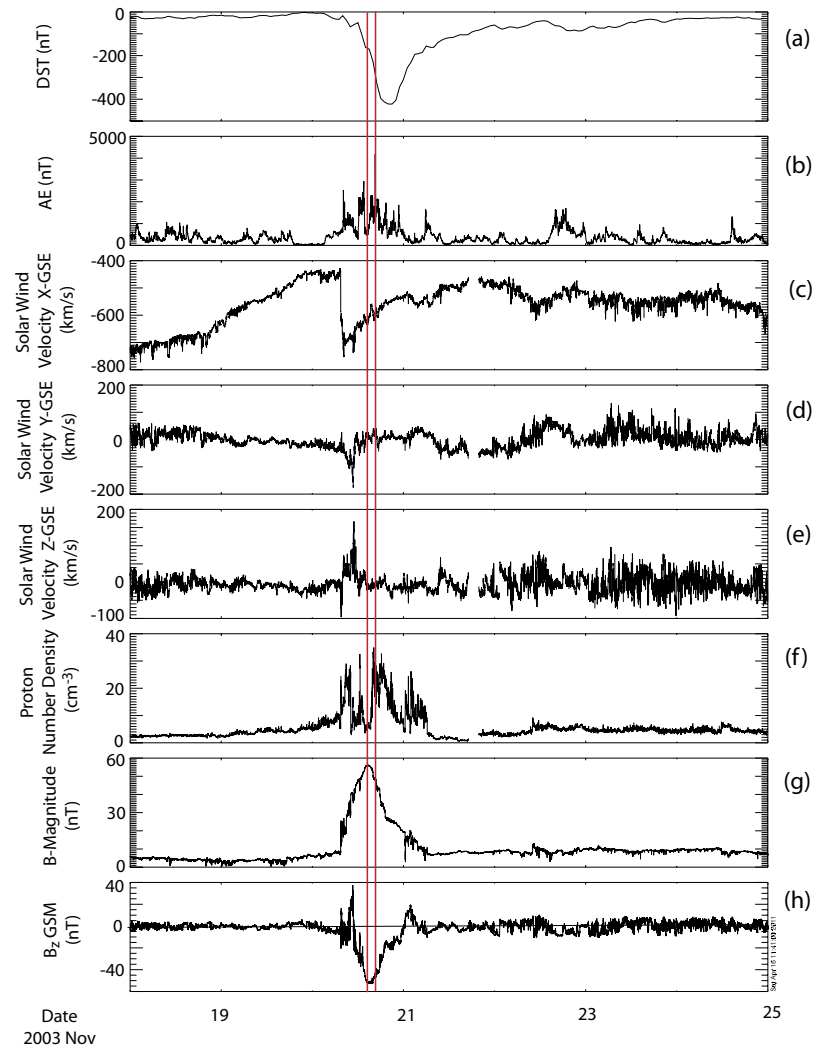 0
-200
-400
DST (nT)
(a)
5000
0
AE (nT)
(b)
-400
-600
-800
Solar Wind
Velocity X-GSE
(km/s)
(c)
200
0
-200
Solar Wind
Velocity Y-GSE
(km/s)
(d)
200
0
-100
Solar Wind
Velocity Z-GSE
(km/s)
(e)
40
20
0
Proton
Number Density
(cm-3)
(f)
60
30
0
B-Magnitude
(nT)
(g)
40
0
-40
BZ GSM
(nT)
(h)
Date 19 21 23 25
2003 Nov